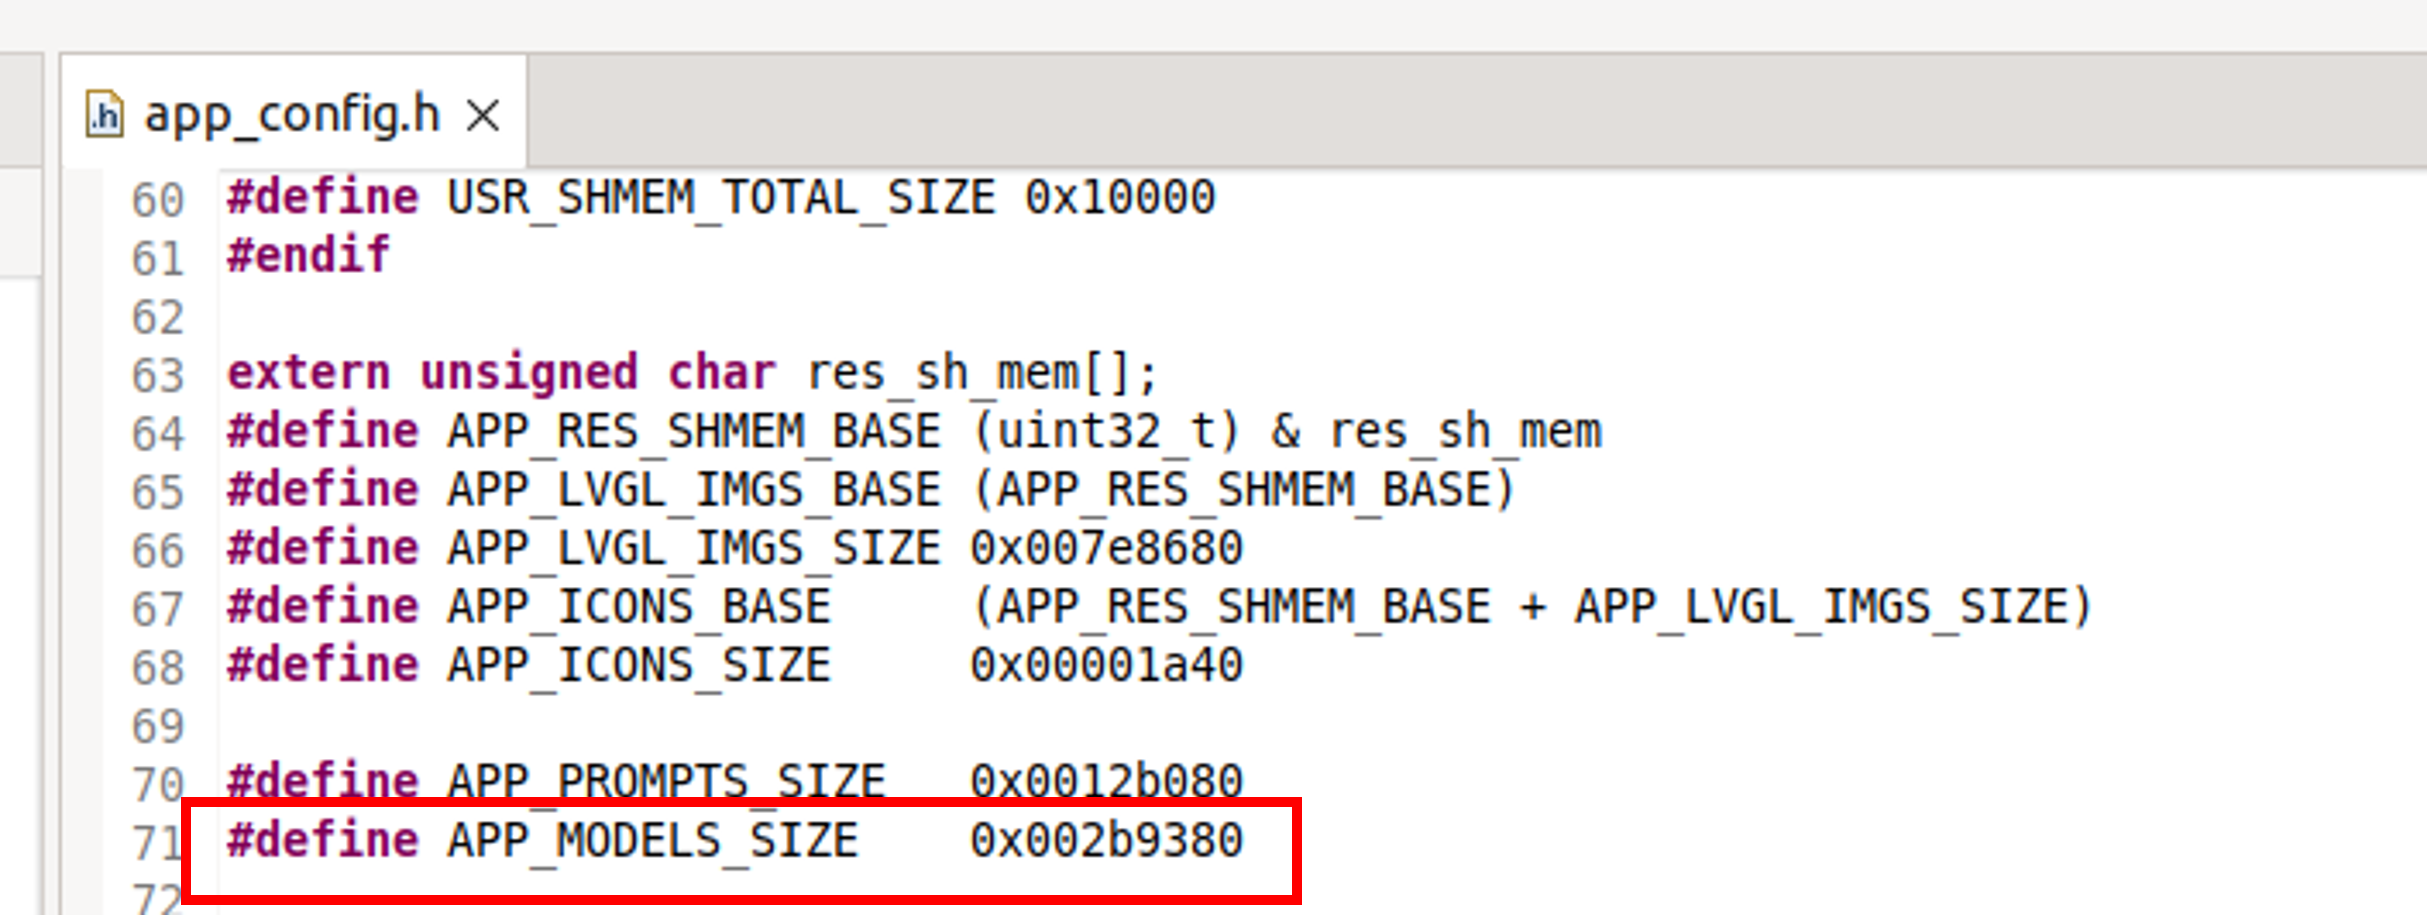 .h app_config.h
60 #define USR_SHMEM_TOTAL_SIZE 0x10000
61 #endif
62
63 extern unsigned char res_sh_mem[];
64 #define APP_RES_SHMEM_BASE (uint32_t) & res_sh_mem
65 #define APP_LVGL_IMGS_BASE (APP_RES_SHMEM_BASE)
66 #define APP_LVGL_IMGS_SIZE 0x007e8680
67 #define APP_ICONS_BASE     (APP_RES_SHMEM_BASE + APP_LVGL_IMGS_SIZE)
68 #define APP_ICONS_SIZE     0x00001a40
69
70 #define APP_PROMPTS_SIZE   0x0012b080
71 #define APP_MODELS_SIZE    0x002b9380
72